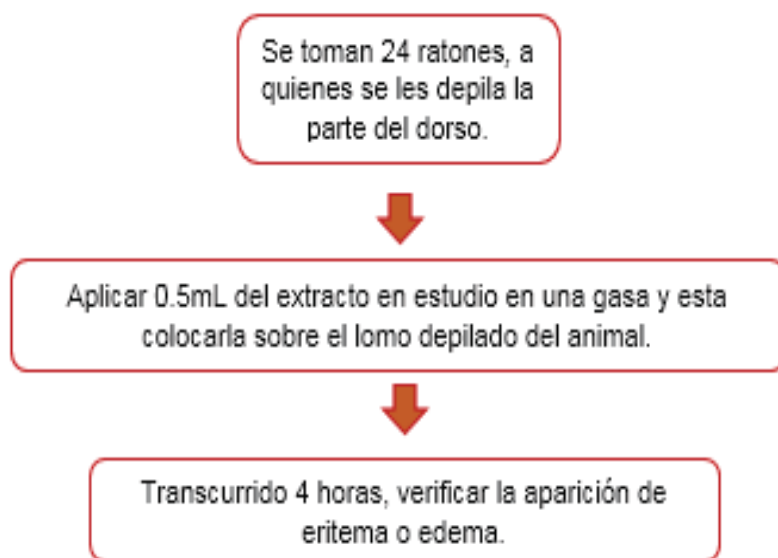 Se toman 24 ratones, a
quienes se les depila la
parte del dorso.
Aplicar 0.5mL del extracto en estudio en una gasa y esta
colocarla sobre el lomo depilado del animal.
Transcurrido 4 horas, verificar la aparición de
eritema o edema.